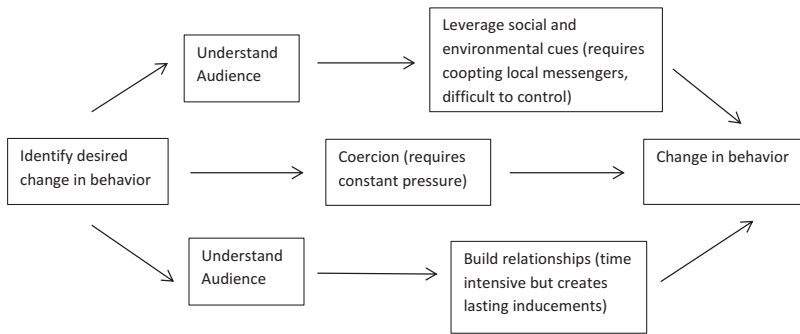 Understand
Audience
Leverage social and
environmental cues (requires
coopting local messengers,
difficult to control)
Identify desired
change in behavior
Coercion (requires
constant pressure)
Change in behavior
Understand
Audience
Build relationships (time
intensive but creates
lasting inducements)